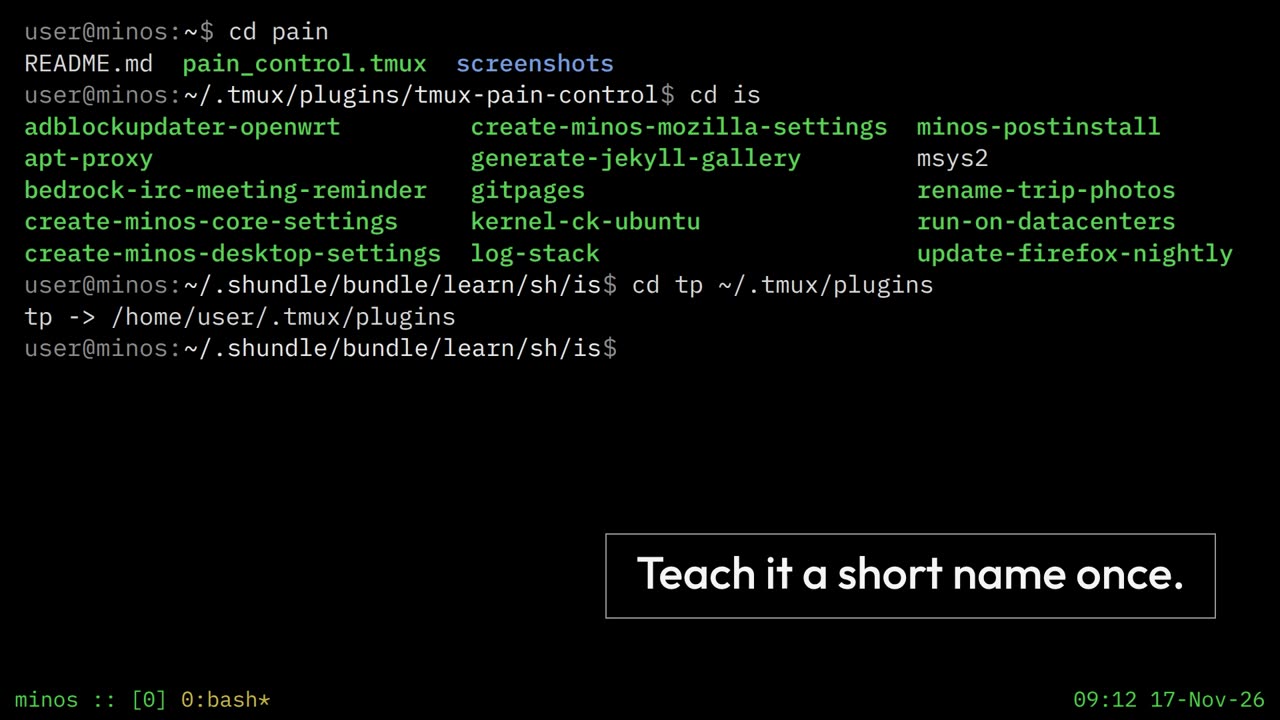 user@minos:~$ cd pain
README.md  pain_control.tmux  screenshots
user@minos:~/.tmux/plugins/tmux-pain-control$ cd is
adblockupdater-openwrt         create-minos-mozilla-settings  minos-postinstall
apt-proxy                      generate-jekyll-gallery        msys2
bedrock-irc-meeting-reminder   gitpages                       rename-trip-photos
create-minos-core-settings     kernel-ck-ubuntu               run-on-datacenters
create-minos-desktop-settings  log-stack                      update-firefox-nightly
user@minos:~/.shundle/bundle/learn/sh/is$ cd tp ~/.tmux/plugins
tp -> /home/user/.tmux/plugins
user@minos:~/.shundle/bundle/learn/sh/is$
Teach it a short name once.
minos :: [0] 0:bash* 09:12 17-Nov-26